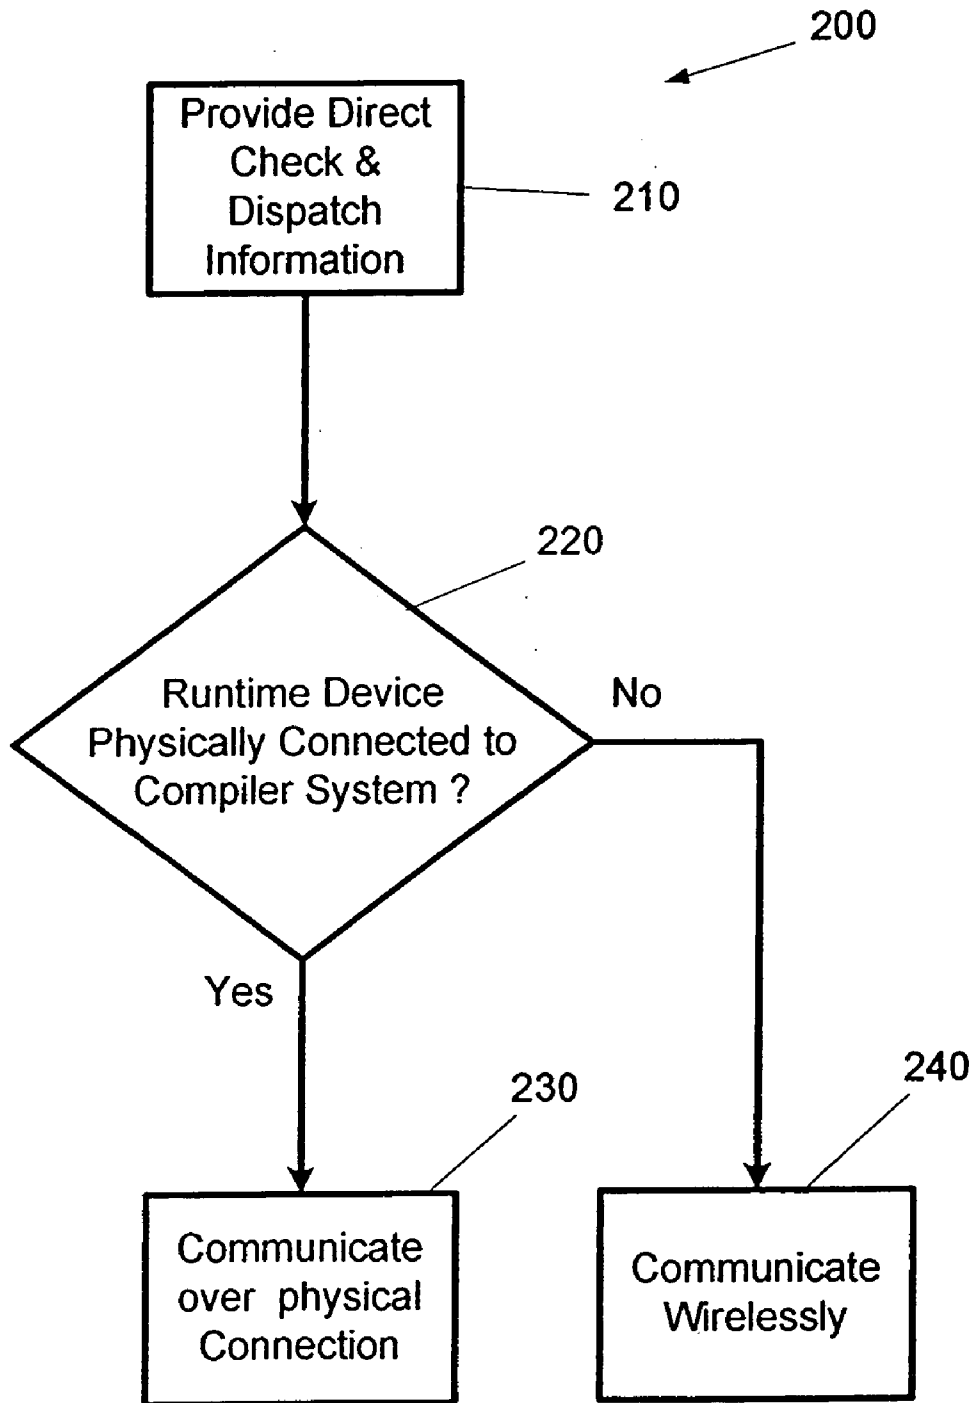 200
Provide Direct
Check &
Dispatch
Information
210
220
Runtime Device
Physically Connected to
Compiler System ?
No
Yes
230
240
Communicate
over physical
Connection
Communicate
Wirelessly